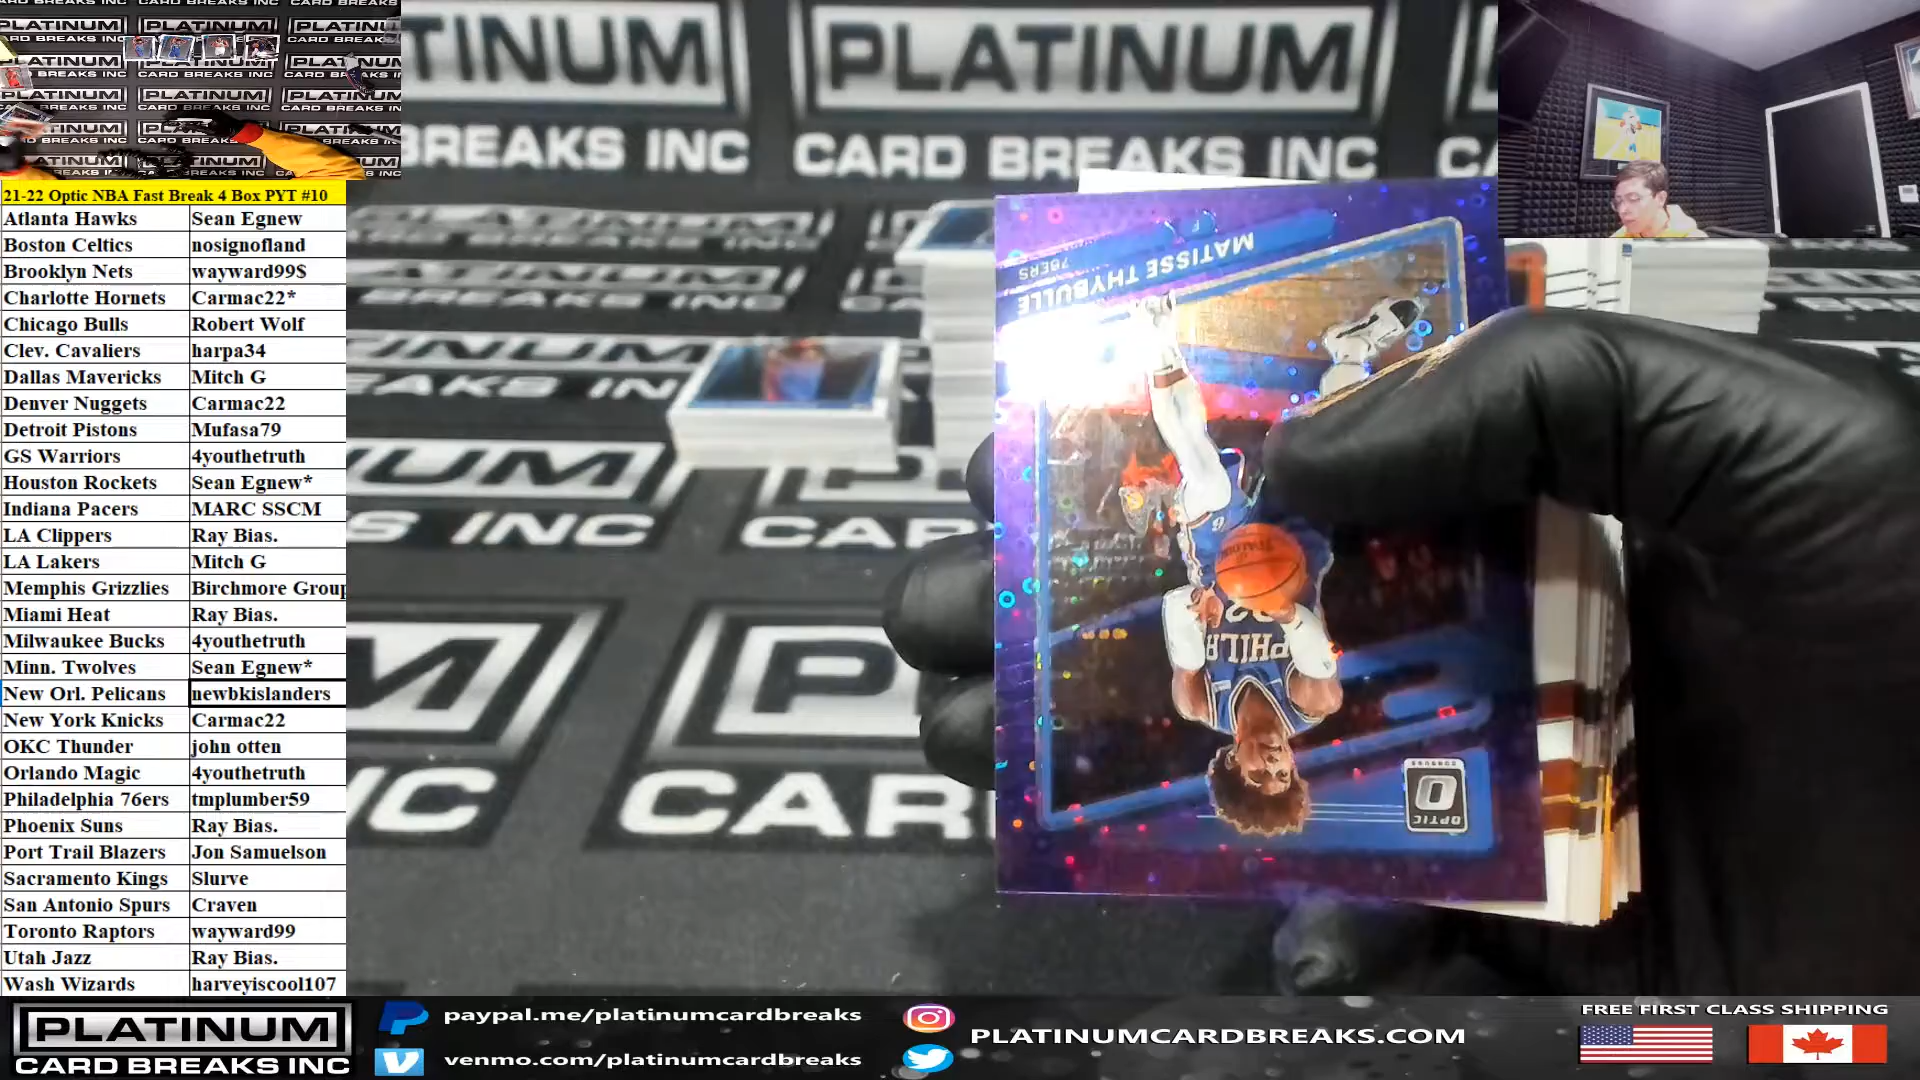 PLATINUM
CARD BREAKS INC
TINUM
PLATINUM
BREAKS INC
CARD BREAKS INC
21-22 Optic NBA Fast Break 4 Box PYT #10
Atlanta Hawks Sean Egnew
Boston Celtics nosignofland
Brooklyn Nets wayward99$
Charlotte Hornets Carmac22*
Chicago Bulls Robert Wolf
Clev. Cavaliers harpa34
Dallas Mavericks Mitch G
Denver Nuggets Carmac22
Detroit Pistons Mufasa79
GS Warriors 4youthetruth
Houston Rockets Sean Egnew*
Indiana Pacers MARC SSCM
LA Clippers Ray Bias.
LA Lakers Mitch G
Memphis Grizzlies Birchmore Group
Miami Heat Ray Bias.
Milwaukee Bucks 4youthetruth
Minn. Twolves Sean Egnew*
New Orl. Pelicans newbkislanders
New York Knicks Carmac22
OKC Thunder john otten
Orlando Magic 4youthetruth
Philadelphia 76ers tmplumber59
Phoenix Suns Ray Bias.
Port Trail Blazers Jon Samuelson
Sacramento Kings Slurve
San Antonio Spurs Craven
Toronto Raptors wayward99
Utah Jazz Ray Bias.
Wash Wizards harveyiscool107
MATISSE THYBULLE
76ERS
F
PHILA
OPTIC
PLATINUM
CARD BREAKS INC
paypal.me/platinumcardbreaks
venmo.com/platinumcardbreaks
PLATINUMCARDBREAKS.COM
FREE FIRST CLASS SHIPPING